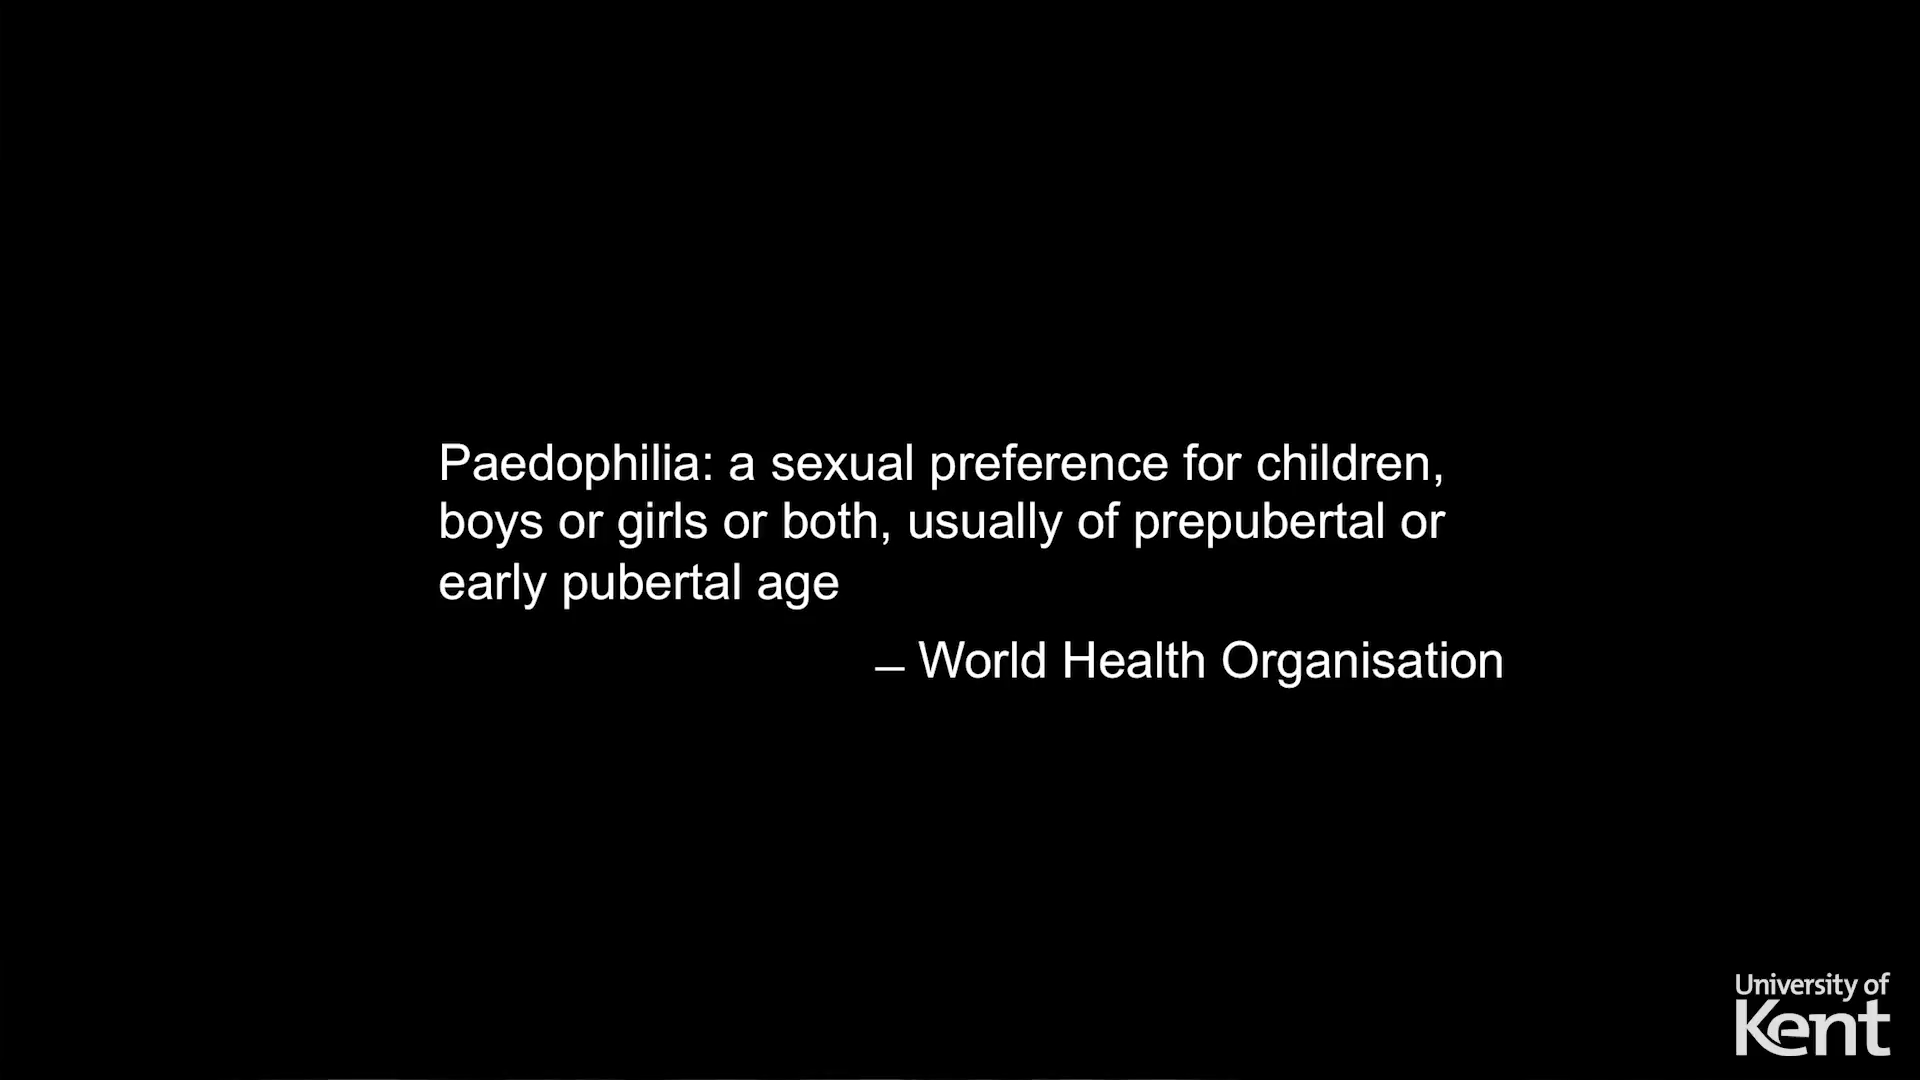 Paedophilia: a sexual preference for children,
boys or girls or both, usually of prepubertal or
early pubertal age
– World Health Organisation
University of
Kent